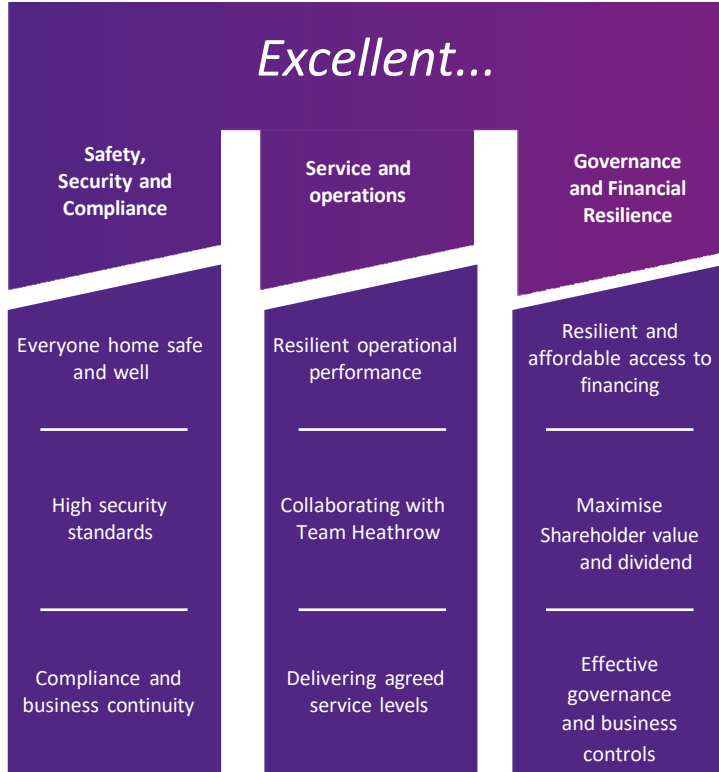 Excellent...
Safety,
Security and
Compliance
Service and
operations
Governance
and Financial
Resilience
Everyone home safe
and well
High security
standards
Compliance and
business continuity
Resilient operational
performance
Collaborating with
Team Heathrow
Delivering agreed
service levels
Resilient and
affordable access to
financing
Maximise
Shareholder value
and dividend
Effective
governance
and business
controls